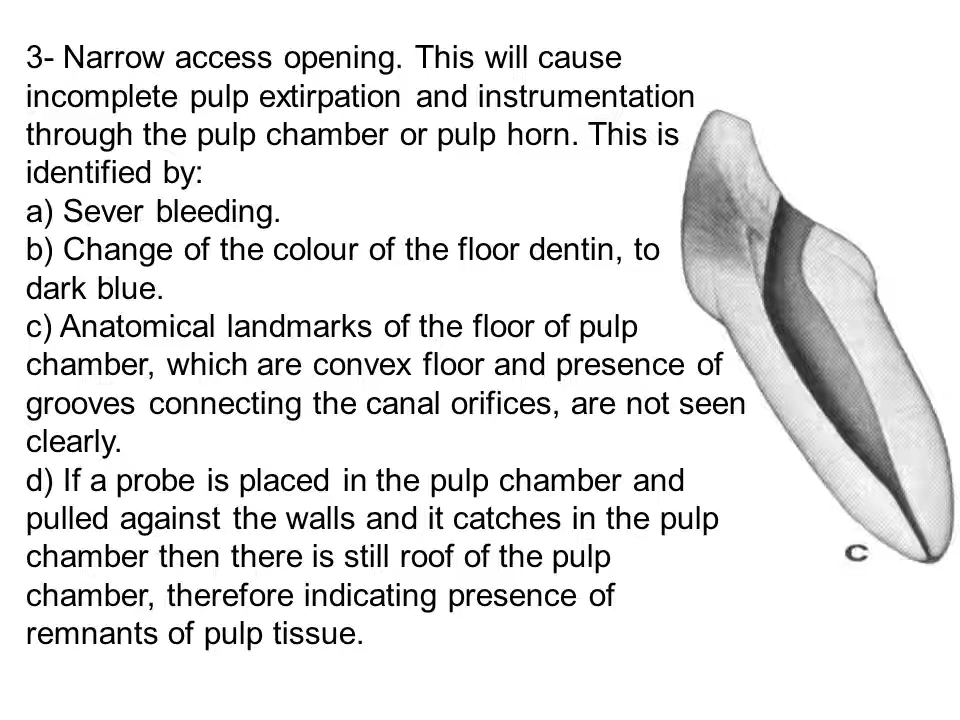 3- Narrow access opening. This will cause
incomplete pulp extirpation and instrumentation
through the pulp chamber or pulp horn. This is
identified by:
a) Sever bleeding.
b) Change of the colour of the floor dentin, to
dark blue.
c) Anatomical landmarks of the floor of pulp
chamber, which are convex floor and presence of
grooves connecting the canal orifices, are not seen
clearly.
d) If a probe is placed in the pulp chamber and
pulled against the walls and it catches in the pulp
chamber then there is still roof of the pulp
chamber, therefore indicating presence of
remnants of pulp tissue.
C